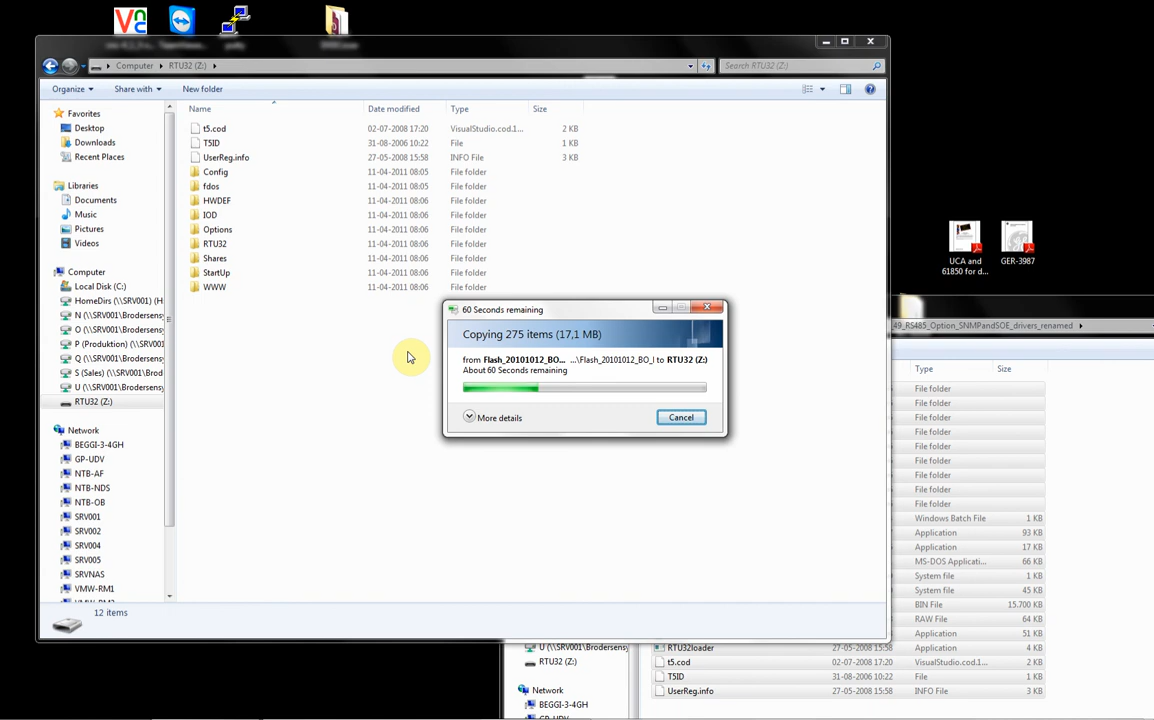 Computer ▸ RTU32 (Z:) ▸
Search RTU32 (Z:)
Organize ▾ Share with ▾ New folder
Name Date modified Type Size
Favorites
Desktop
Downloads
Recent Places
Libraries
Documents
Music
Pictures
Videos
Computer
Local Disk (C:)
HomeDirs (\\SRV001) (H
N (\\SRV001\Brodersen
O (\\SRV001\Brodersen
P (Produktion) (\\SRV0
Q (\\SRV001\Brodersen
S (Sales) (\\SRV001\Brod
U (\\SRV001\Brodersens
RTU32 (Z:)
Network
BEGGI-3-4GH
GP-UDV
NTB-AF
NTB-NDS
NTB-OB
SRV001
SRV002
SRV004
SRV005
SRVNAS
VMW-RM1
t5.cod 02-07-2008 17:20 VisualStudio.cod.1... 2 KB
T5ID 31-08-2006 10:22 File 1 KB
UserReg.info 27-05-2008 15:58 INFO File 3 KB
Config 11-04-2011 08:05 File folder
fdos 11-04-2011 08:05 File folder
HWDEF 11-04-2011 08:06 File folder
IOD 11-04-2011 08:06 File folder
Options 11-04-2011 08:06 File folder
RTU32 11-04-2011 08:06 File folder
Shares 11-04-2011 08:06 File folder
StartUp 11-04-2011 08:06 File folder
WWW 11-04-2011 08:06 File folder
12 items
60 Seconds remaining
Copying 275 items (17,1 MB)
from Flash_20101012_BO... ...\Flash_20101012_BO_I to RTU32 (Z:)
About 60 Seconds remaining
More details
Cancel
UCA and
61850 for d...
GER-3987
49_RS485_Option_SNMPandSOE_drivers_renamed ▸
Type Size
File folder
File folder
File folder
File folder
File folder
File folder
File folder
File folder
File folder
Windows Batch File 1 KB
Application 93 KB
Application 17 KB
MS-DOS Applicati... 66 KB
System file 1 KB
System file 45 KB
BIN File 15.700 KB
RAW File 64 KB
Application 51 KB
RTU32loader 27-05-2008 15:58 Application 4 KB
t5.cod 02-07-2008 17:20 VisualStudio.cod.1... 2 KB
T5ID 31-08-2006 10:22 File 1 KB
UserReg.info 27-05-2008 15:58 INFO File 3 KB
U (\\SRV001\Brodersens
RTU32 (Z:)
Network
BEGGI-3-4GH